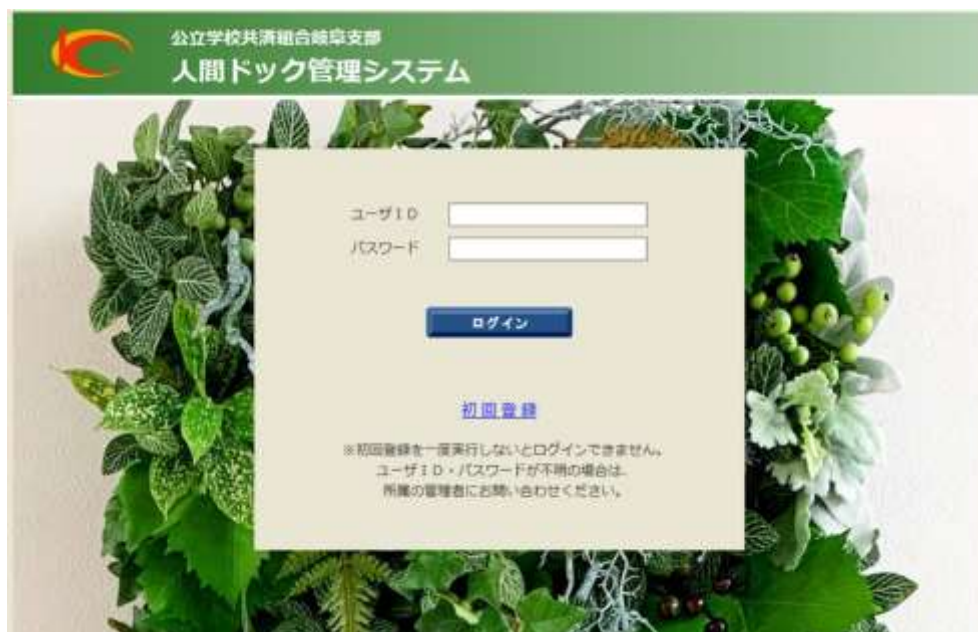 公立学校共済組合岐阜支部
人間ドック管理システム
ユーザID
パスワード
ログイン
初回登録
※初回登録を一度実行しないとログインできません。
ユーザID・パスワードが不明の場合は、
所属の管理者にお問い合わせください。